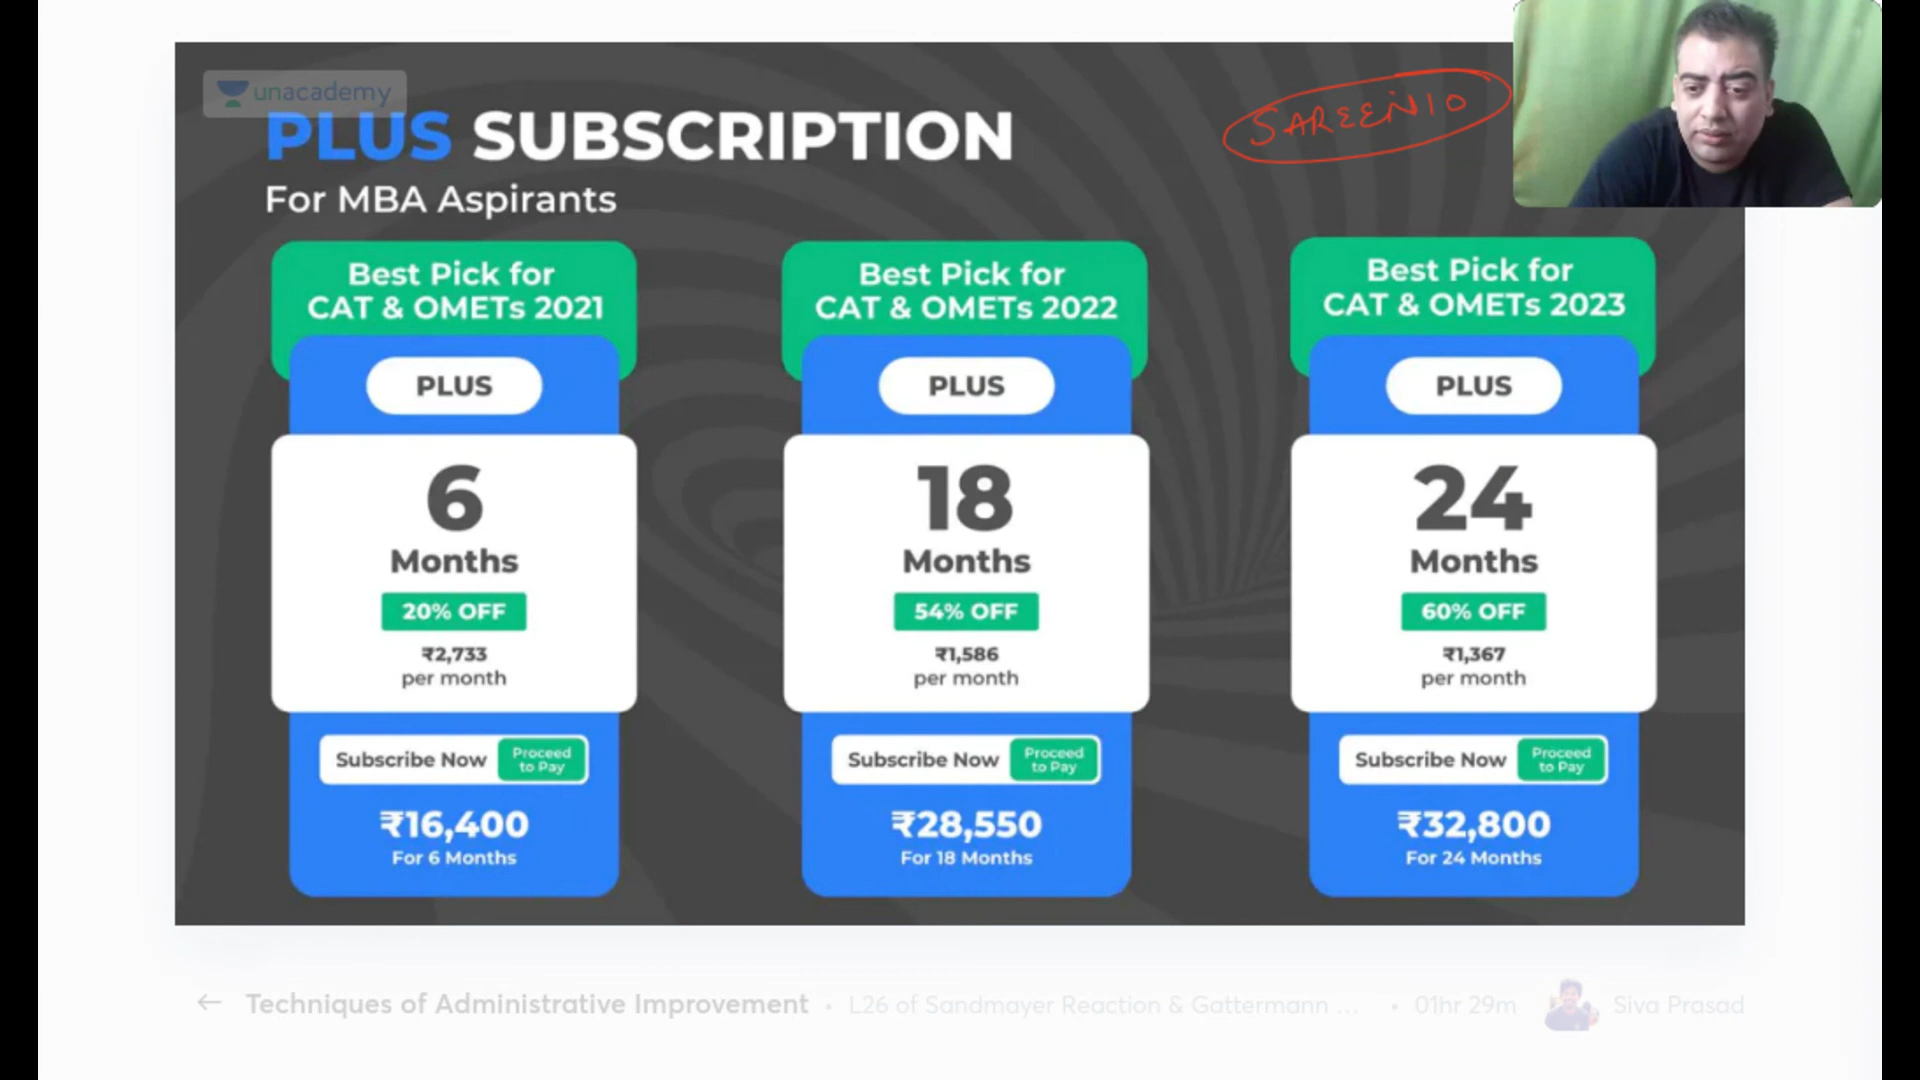 unacademy
SAREEN10
PLUS SUBSCRIPTION
For MBA Aspirants
Best Pick for
CAT & OMETs 2021
PLUS
6
Months
20% OFF
₹2,733
per month
Subscribe Now
Proceed
to Pay
₹16,400
For 6 Months
Best Pick for
CAT & OMETs 2022
PLUS
18
Months
54% OFF
₹1,586
per month
Subscribe Now
Proceed
to Pay
₹28,550
For 18 Months
Best Pick for
CAT & OMETs 2023
PLUS
24
Months
60% OFF
₹1,367
per month
Subscribe Now
Proceed
to Pay
₹32,800
For 24 Months
← Techniques of Administrative Improvement • L26 of Sandmayer Reaction & Gattermann ... • 01hr 29m Siva Prasad